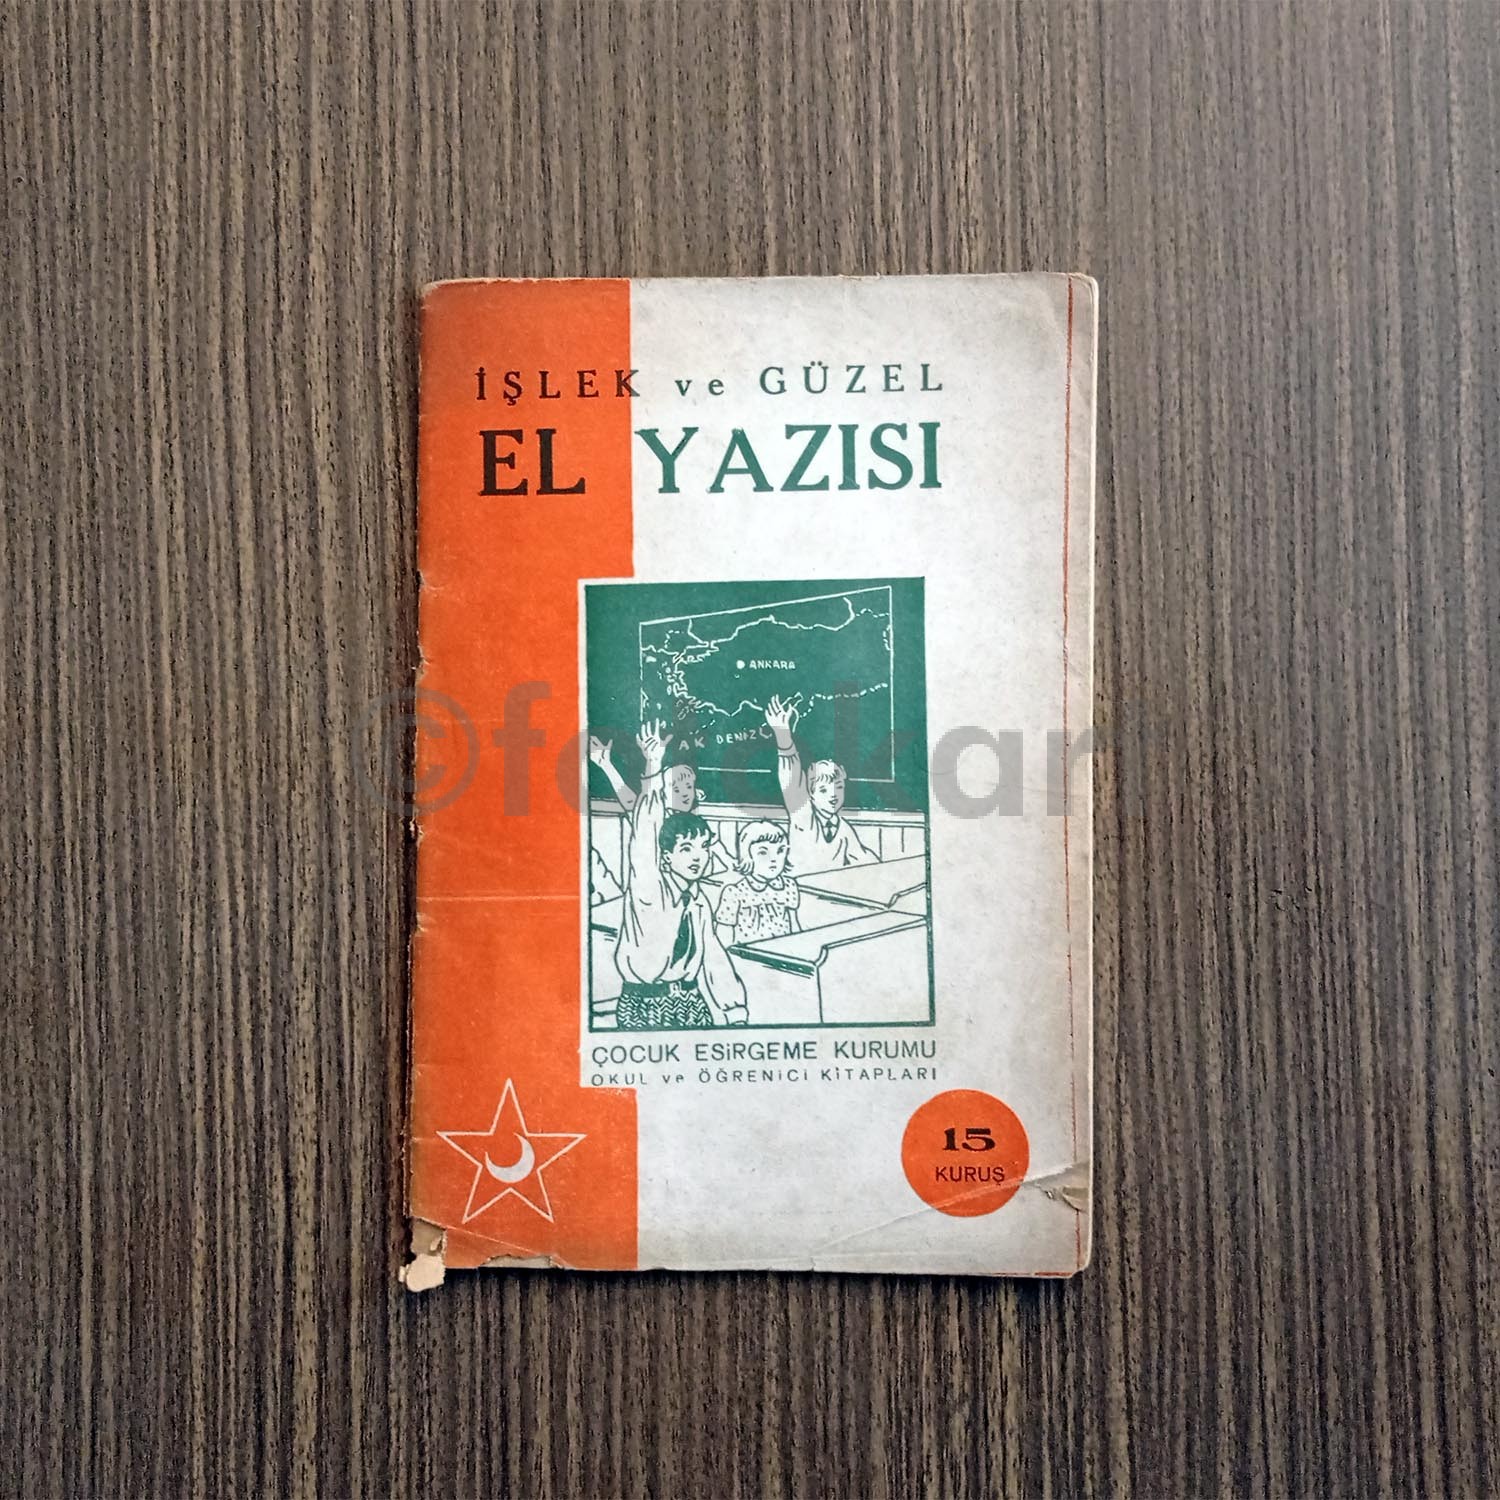 İŞLEK ve GÜZEL
EL YAZISI
ANKARA
AK DENİZ
ÇOCUK ESİRGEME KURUMU
OKUL ve ÖĞRENİCİ KİTAPLARI
15
KURUŞ